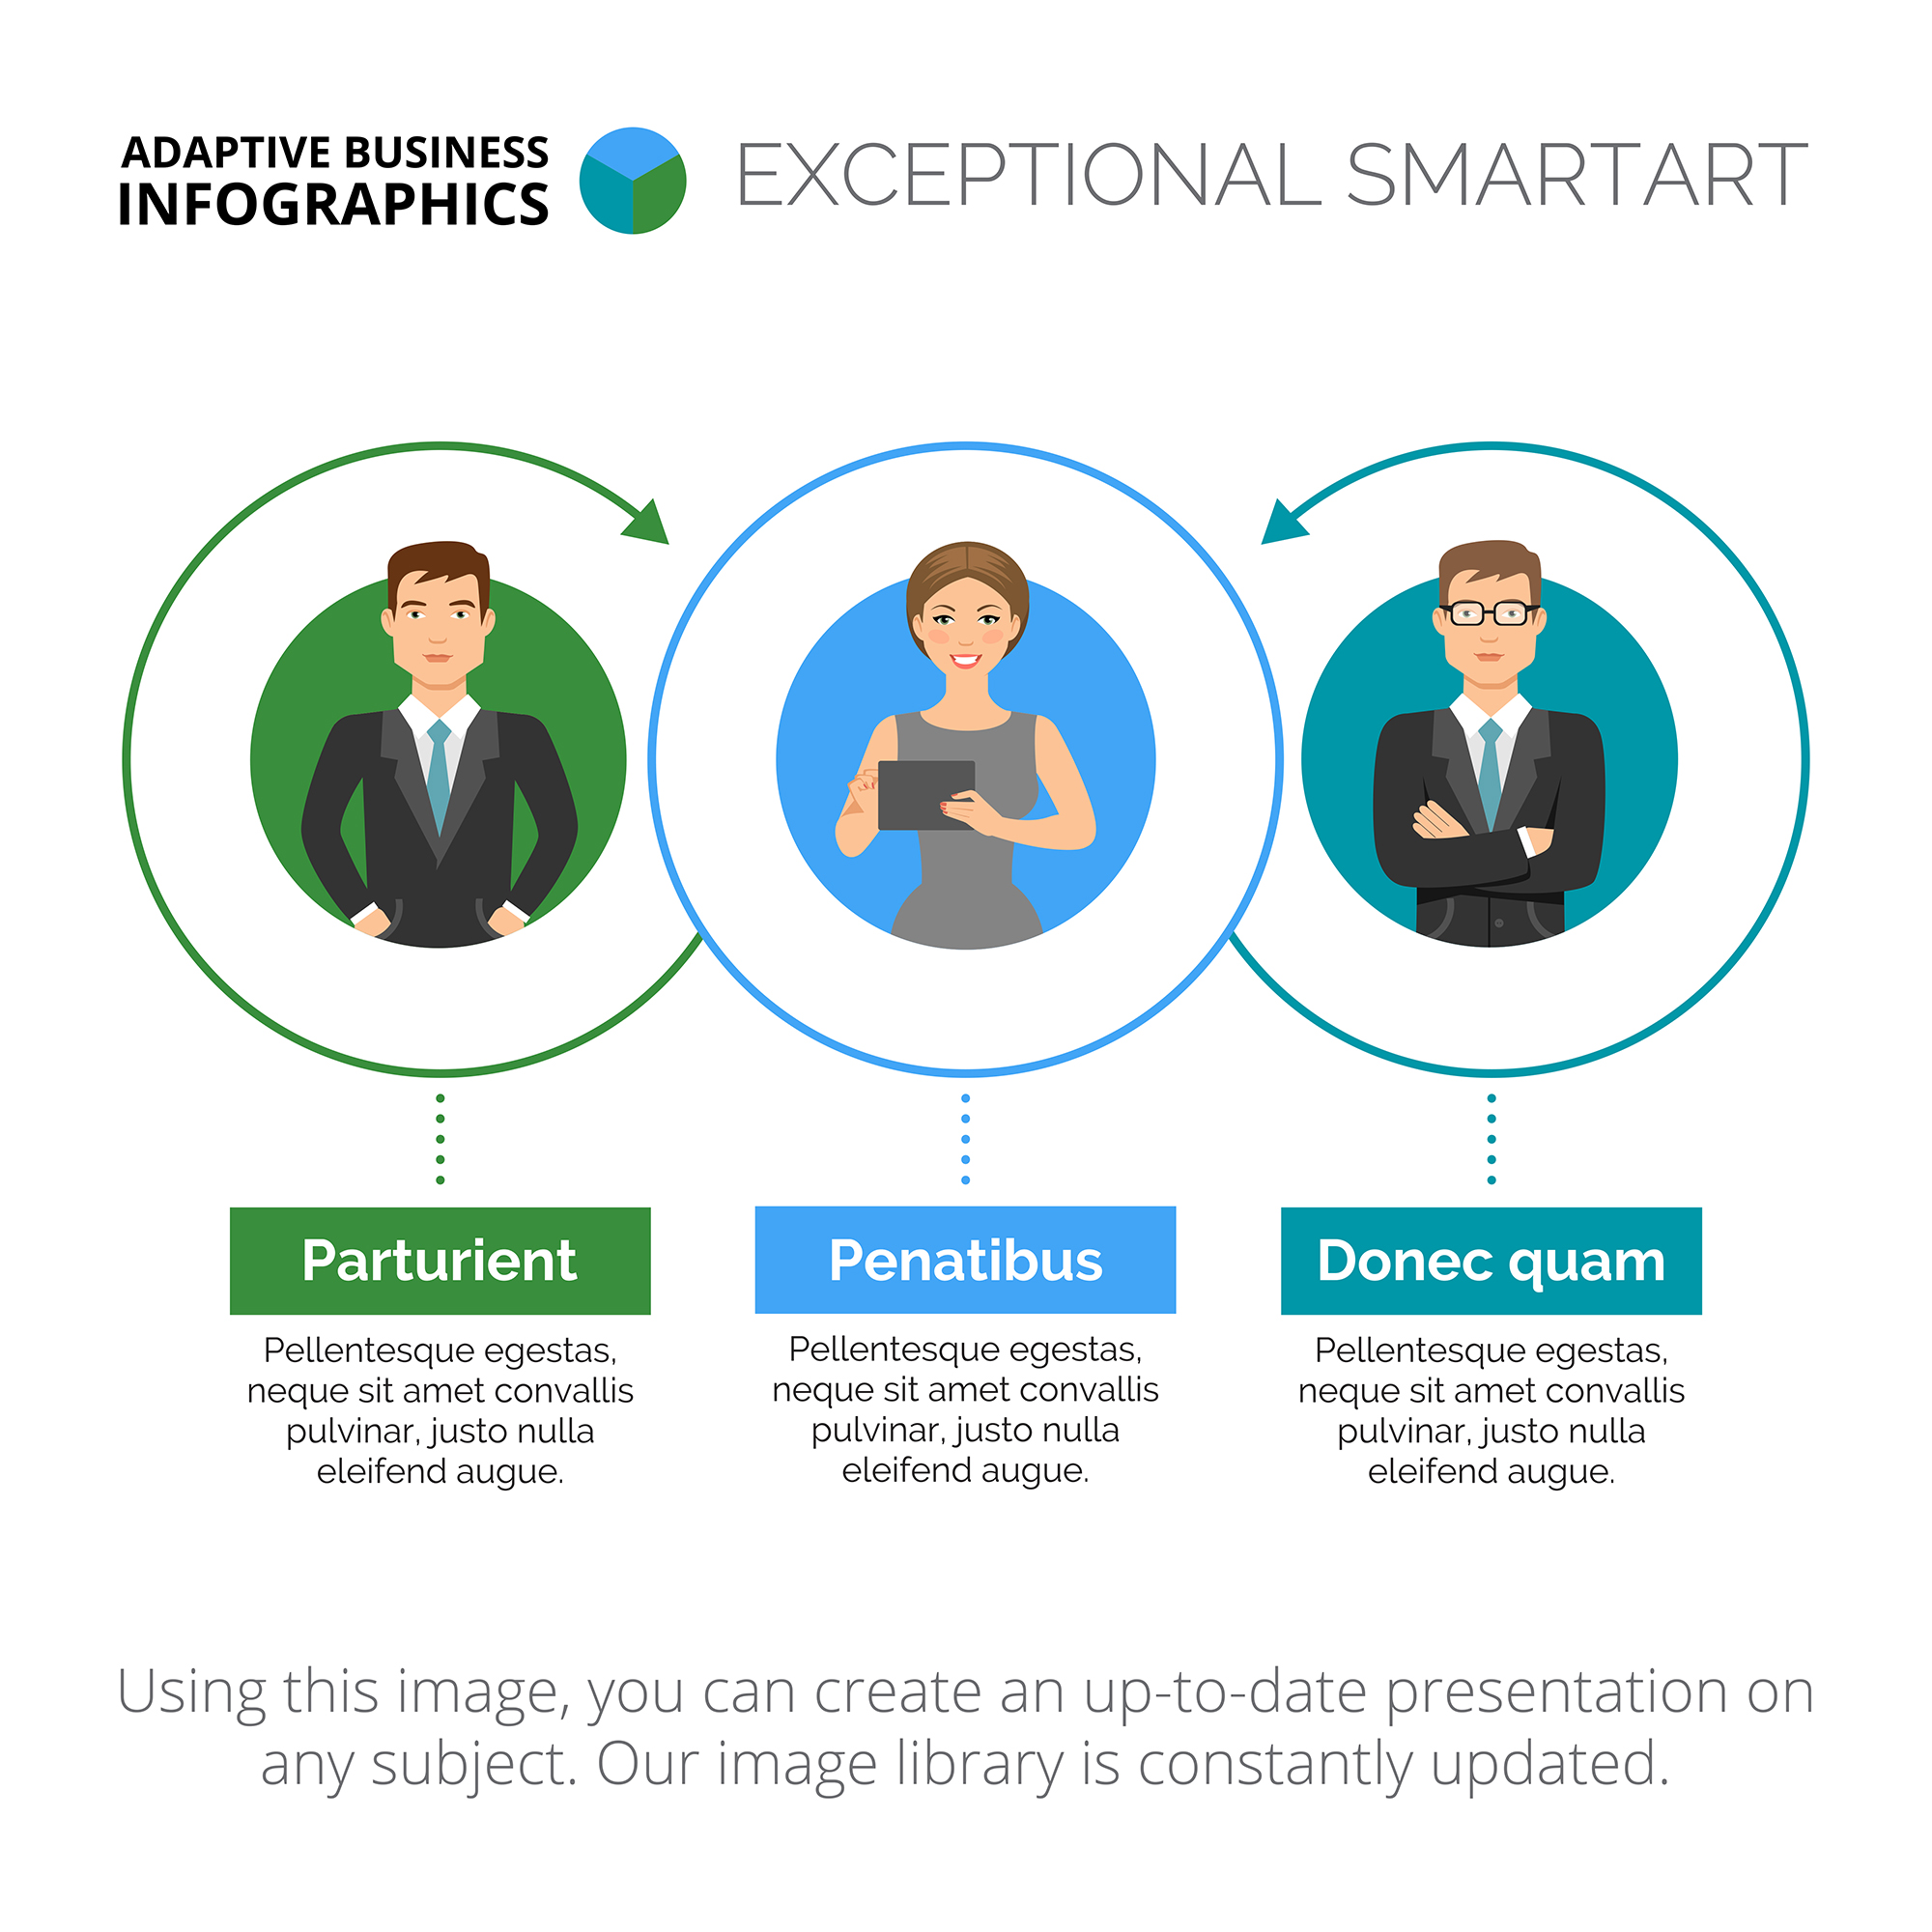 ADAPTIVE BUSINESS
INFOGRAPHICS
EXCEPTIONAL SMARTART
Parturient
Pellentesque egestas,
neque sit amet convallis
pulvinar, justo nulla
eleifend augue.
Penatibus
Pellentesque egestas,
neque sit amet convallis
pulvinar, justo nulla
eleifend augue.
Donec quam
Pellentesque egestas,
neque sit amet convallis
pulvinar, justo nulla
eleifend augue.
Using this image, you can create an up-to-date presentation on
any subject. Our image library is constantly updated.